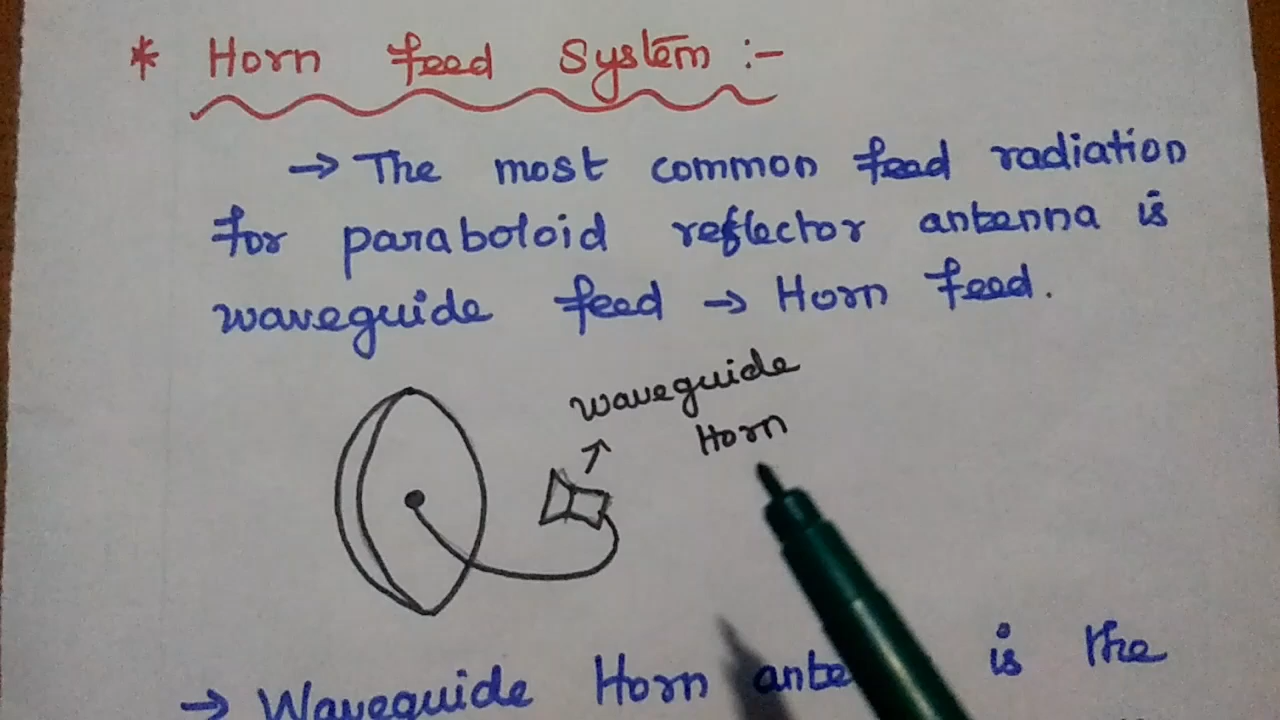 * Horn feed System :-
→ The most common feed radiation
for paraboloid reflector antenna is
waveguide feed → Horn feed.
waveguide
Horn
→ Waveguide Horn is the